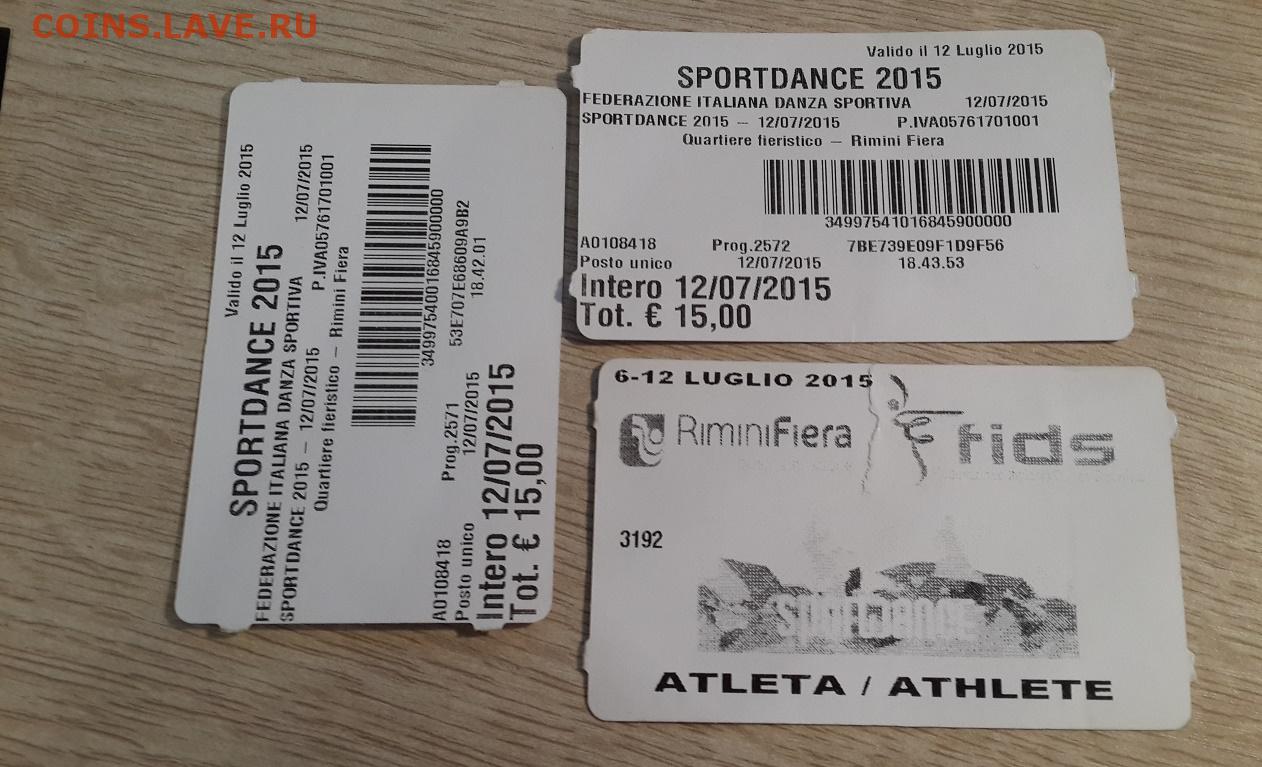 COINS.LAVE.RU
Valido il 12 Luglio 2015
SPORTDANCE 2015
FEDERAZIONE ITALIANA DANZA SPORTIVA 12/07/2015
SPORTDANCE 2015 — 12/07/2015 P.IVA05761701001
Quartiere fieristico — Rimini Fiera
34997540016845900000
A0108418 Prog.2571 53E707E68609A9B2
Posto unico 12/07/2015 18.42.01
Intero 12/07/2015
Tot. € 15,00
Valido il 12 Luglio 2015
SPORTDANCE 2015
FEDERAZIONE ITALIANA DANZA SPORTIVA 12/07/2015
SPORTDANCE 2015 — 12/07/2015 P.IVA05761701001
Quartiere fieristico — Rimini Fiera
34997541016845900000
A0108418 Prog.2572 7BE739E09F1D9F56
Posto unico 12/07/2015 18.43.53
Intero 12/07/2015
Tot. € 15,00
6-12 LUGLIO 2015
RiminiFiera fids
3192
sportdance
ATLETA / ATHLETE